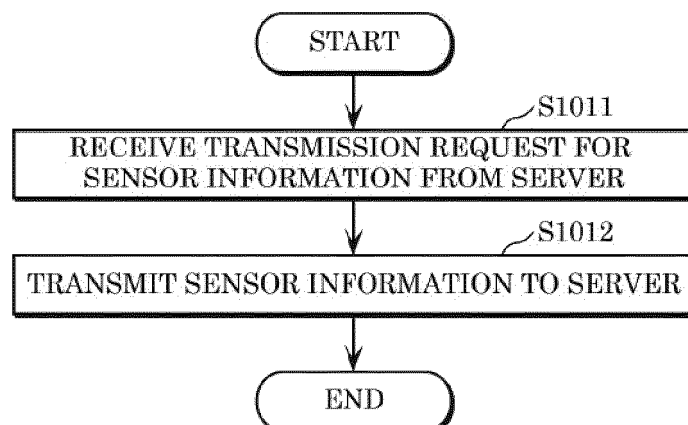 START
S1011
RECEIVE TRANSMISSION REQUEST FOR
SENSOR INFORMATION FROM SERVER
S1012
TRANSMIT SENSOR INFORMATION TO SERVER
END